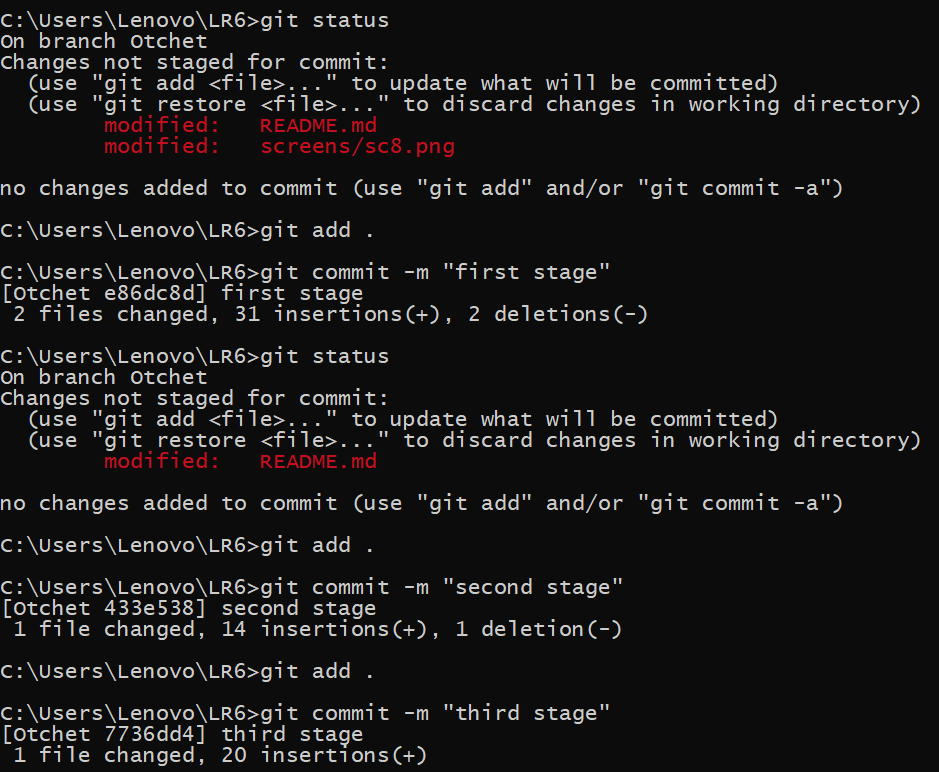 C:\Users\Lenovo\LR6>git status
On branch Otchet
Changes not staged for commit:
  (use "git add <file>..." to update what will be committed)
  (use "git restore <file>..." to discard changes in working directory)
        modified:   README.md
        modified:   screens/sc8.png

no changes added to commit (use "git add" and/or "git commit -a")

C:\Users\Lenovo\LR6>git add .

C:\Users\Lenovo\LR6>git commit -m "first stage"
[Otchet e86dc8d] first stage
 2 files changed, 31 insertions(+), 2 deletions(-)

C:\Users\Lenovo\LR6>git status
On branch Otchet
Changes not staged for commit:
  (use "git add <file>..." to update what will be committed)
  (use "git restore <file>..." to discard changes in working directory)
        modified:   README.md

no changes added to commit (use "git add" and/or "git commit -a")

C:\Users\Lenovo\LR6>git add .

C:\Users\Lenovo\LR6>git commit -m "second stage"
[Otchet 433e538] second stage
 1 file changed, 14 insertions(+), 1 deletion(-)

C:\Users\Lenovo\LR6>git add .

C:\Users\Lenovo\LR6>git commit -m "third stage"
[Otchet 7736dd4] third stage
 1 file changed, 20 insertions(+)